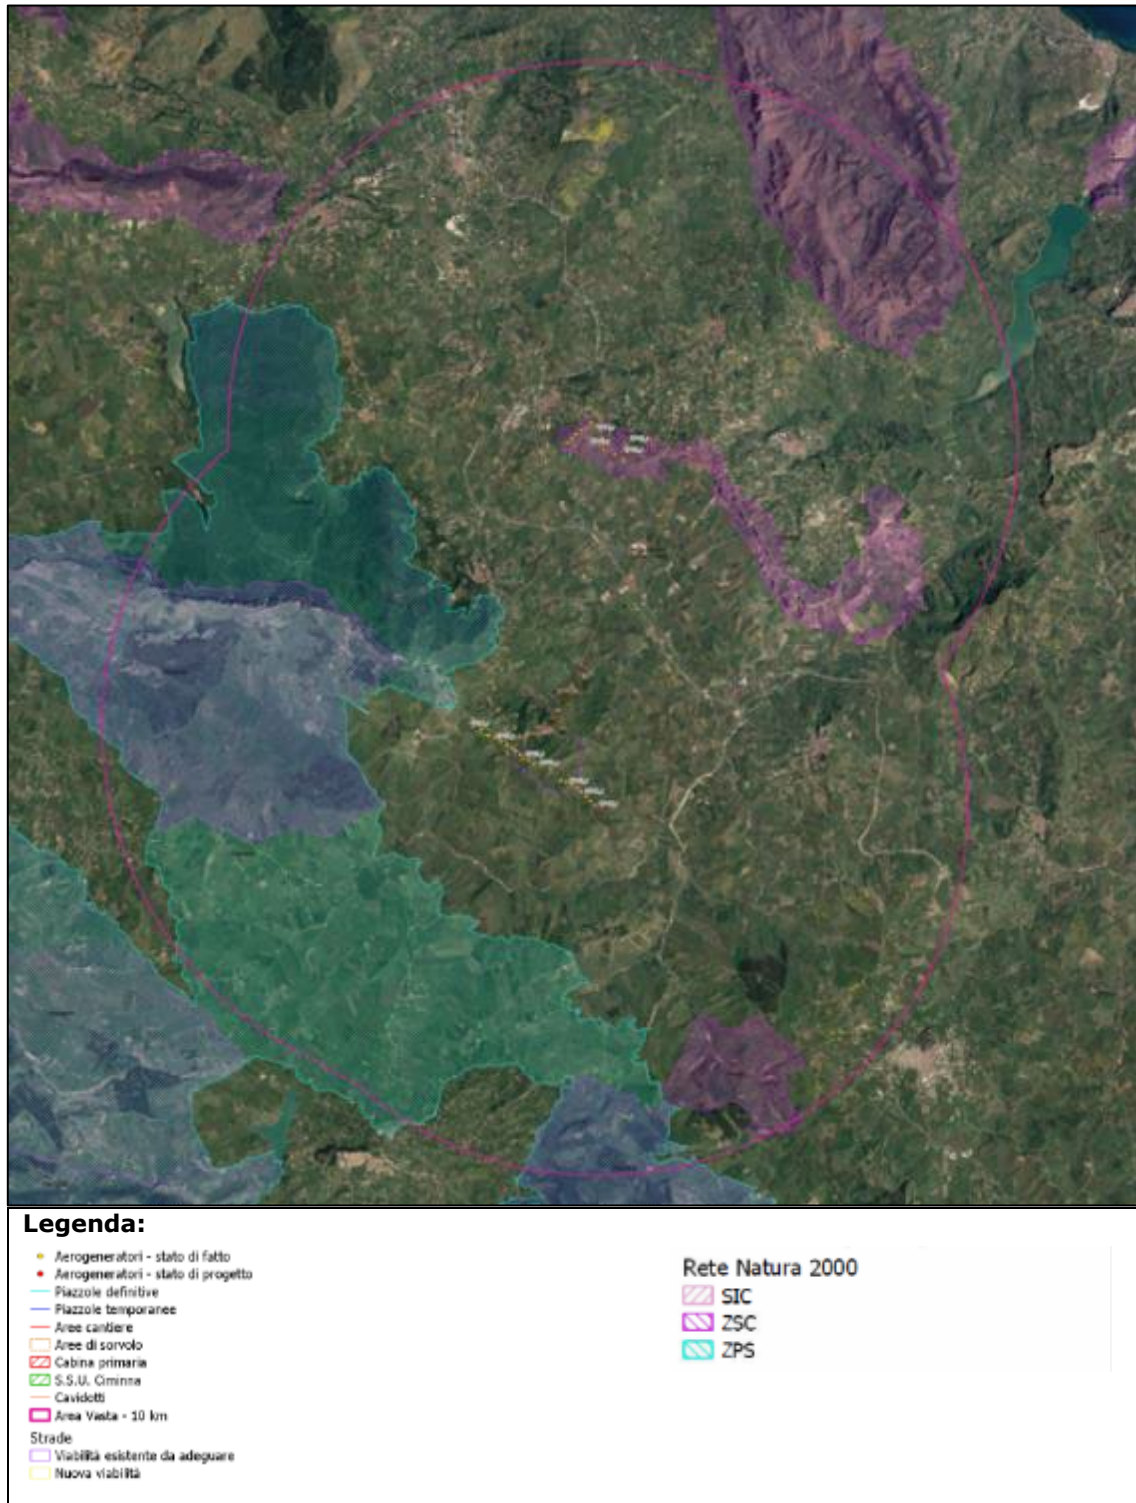 Legenda:
Aerogeneratori - stato di fatto
Aerogeneratori - stato di progetto
Piazzole definitive
Piazzole temporanee
Aree cantiere
Aree di sorvolo
Cabina primaria
S.S.U. Ciminna
Cavidotti
Area Vasta - 10 km
Strade
Viabilità esistente da adeguare
Nuova viabilità
Rete Natura 2000
SIC
ZSC
ZPS